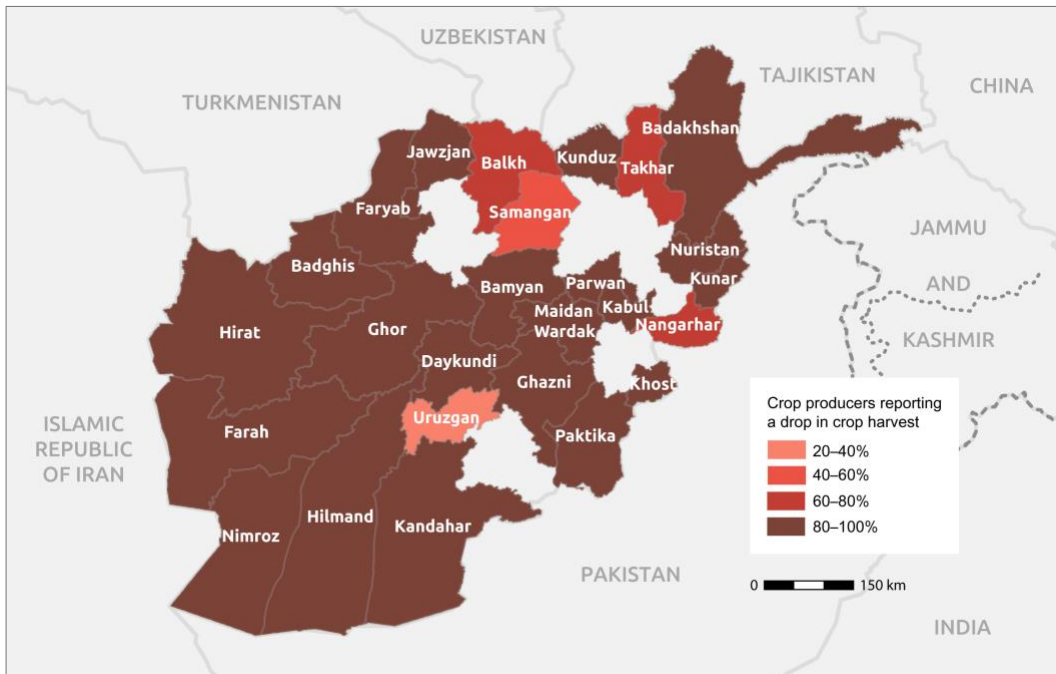 UZBEKISTAN
TAJIKISTAN
CHINA
TURKMENISTAN
Badakhshan
Jawzjan
Balkh
Kunduz
Takhar
Faryab
Samangan
JAMMU
AND
KASHMIR
Nuristan
Badghis
Kunar
Bamyan
Parwan
Kabul
Hirat
Ghor
Maidan
Wardak
Nangarhar
Daykundi
Ghazni
Khost
ISLAMIC
REPUBLIC
OF IRAN
Uruzgan
Farah
Paktika
Crop producers reporting
a drop in crop harvest
20–40%
40–60%
60–80%
80–100%
Nimroz
Hilmand
Kandahar
PAKISTAN
0 150 km
INDIA